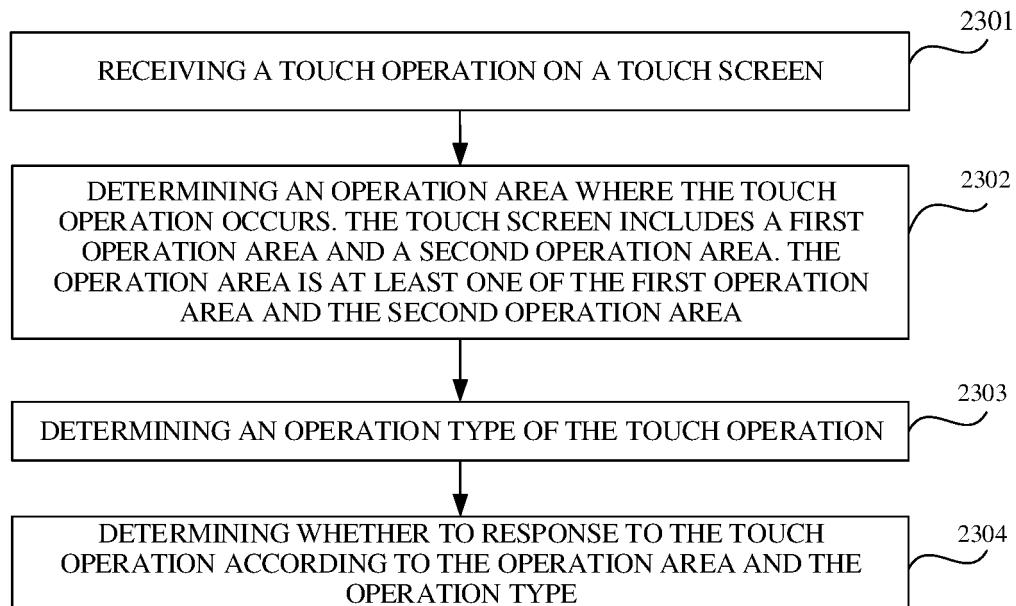 2301
RECEIVING A TOUCH OPERATION ON A TOUCH SCREEN
DETERMINING AN OPERATION AREA WHERE THE TOUCH
OPERATION OCCURS. THE TOUCH SCREEN INCLUDES A FIRST
OPERATION AREA AND A SECOND OPERATION AREA. THE
OPERATION AREA IS AT LEAST ONE OF THE FIRST OPERATION
AREA AND THE SECOND OPERATION AREA
2302
2303
DETERMINING AN OPERATION TYPE OF THE TOUCH OPERATION
DETERMINING WHETHER TO RESPONSE TO THE TOUCH
OPERATION ACCORDING TO THE OPERATION AREA AND THE
OPERATION TYPE
2304